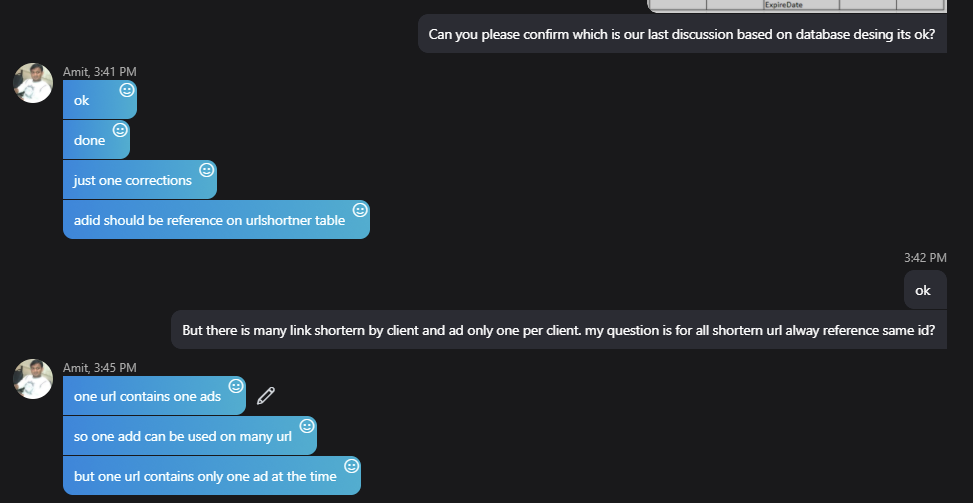 ExpireDate
Can you please confirm which is our last discussion based on database desing its ok?
Amit, 3:41 PM
ok
done
just one corrections
adid should be reference on urlshortner table
3:42 PM
ok
But there is many link shortern by client and ad only one per client. my question is for all shortern url alway reference same id?
Amit, 3:45 PM
one url contains one ads
so one add can be used on many url
but one url contains only one ad at the time